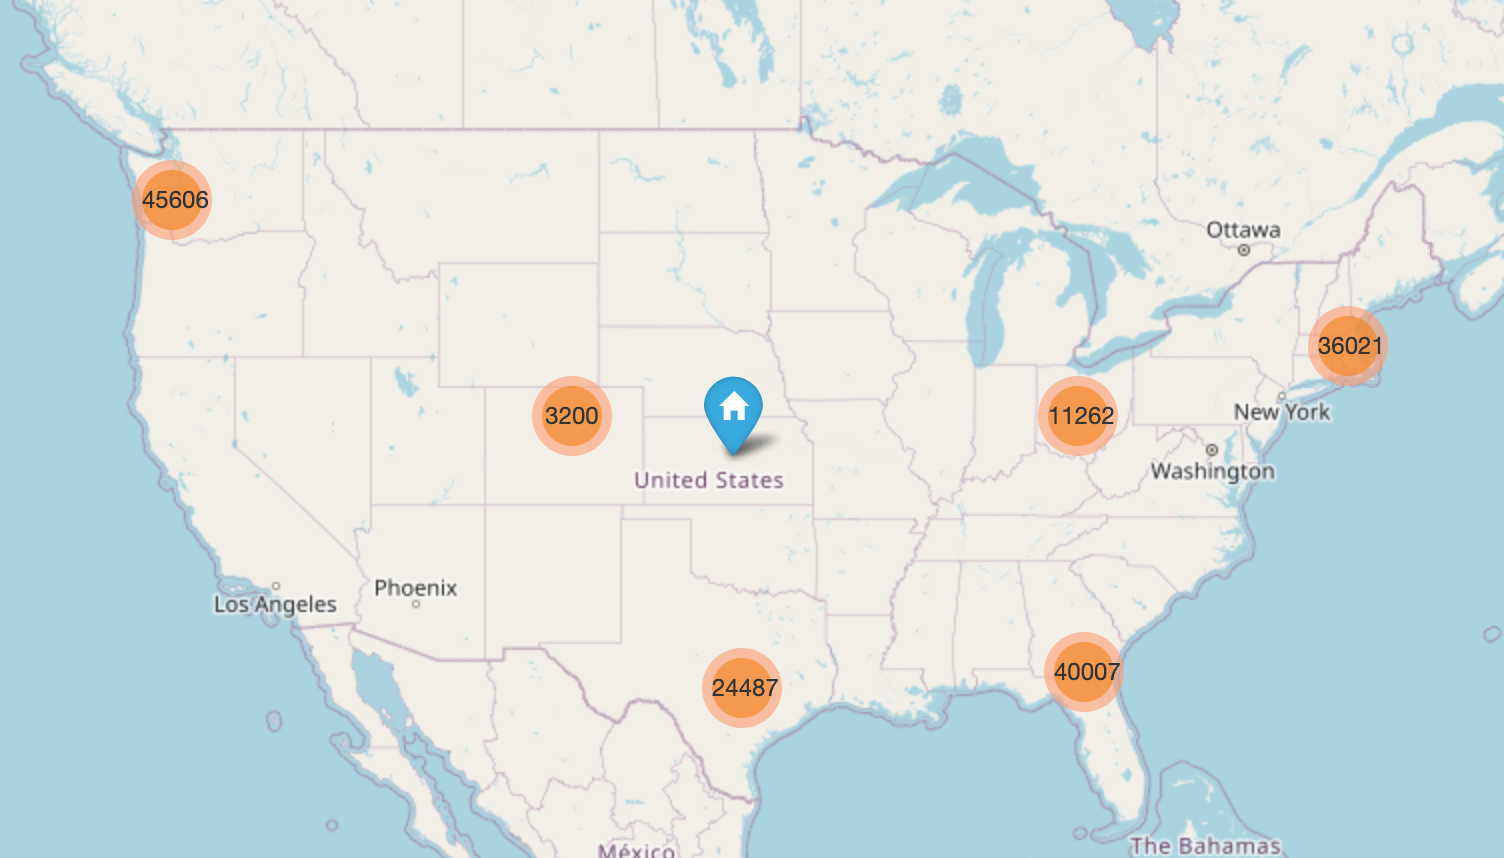 45606
Ottawa
36021
3200
11262
New York
Washington
United States
Phoenix
Los Angeles
24487
40007
The Bahamas
México